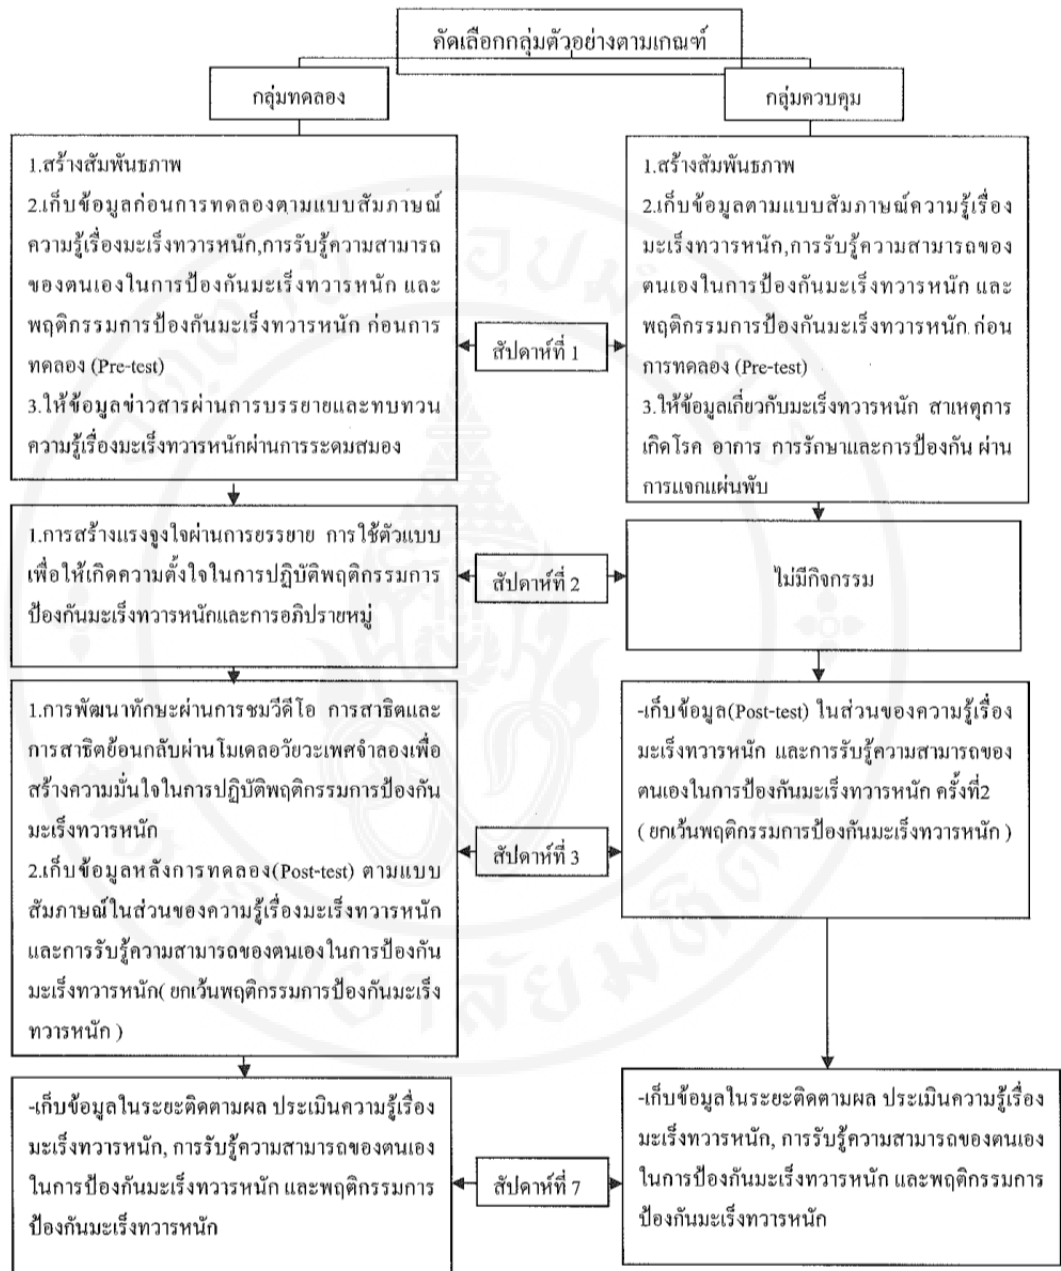 คัดเลือกกลุ่มตัวอย่างตามเกณฑ์
กลุ่มทดลอง
กลุ่มควบคุม
1.สร้างสัมพันธภาพ
2.เก็บข้อมูลก่อนการทดลองตามแบบสัมภาษณ์
ความรู้เรื่องมะเร็งทวารหนัก,การรับรู้ความสามารถ
ของตนเองในการป้องกันมะเร็งทวารหนัก และ
พฤติกรรมการป้องกันมะเร็งทวารหนัก ก่อนการ
ทดลอง (Pre-test)
3.ให้ข้อมูลข่าวสารผ่านการบรรยายและทบทวน
ความรู้เรื่องมะเร็งทวารหนักผ่านการระดมสมอง
สัปดาห์ที่ 1
1.สร้างสัมพันธภาพ
2.เก็บข้อมูลตามแบบสัมภาษณ์ความรู้เรื่อง
มะเร็งทวารหนัก,การรับรู้ความสามารถของ
ตนเองในการป้องกันมะเร็งทวารหนัก และ
พฤติกรรมการป้องกันมะเร็งทวารหนัก ก่อน
การทดลอง (Pre-test)
3.ให้ข้อมูลเกี่ยวกับมะเร็งทวารหนัก สาเหตุการ
เกิดโรค อาการ การรักษาและการป้องกัน ผ่าน
การแจกแผ่นพับ
1.การสร้างแรงจูงใจผ่านการยรรยาย การใช้ตัวแบบ
เพื่อให้เกิดความตั้งใจในการปฏิบัติพฤติกรรมการ
ป้องกันมะเร็งทวารหนักและการอภิปรายหมู่
สัปดาห์ที่ 2
ไม่มีกิจกรรม
1.การพัฒนาทักษะผ่านการชมวีดีโอ การสาธิตและ
การสาธิตย้อนกลับผ่านโมเดลอวัยวะเพศจำลองเพื่อ
สร้างความมั่นใจในการปฏิบัติพฤติกรรมการป้องกัน
มะเร็งทวารหนัก
2.เก็บข้อมูลหลังการทดลอง(Post-test) ตามแบบ
สัมภาษณ์ในส่วนของความรู้เรื่องมะเร็งทวารหนัก
และการรับรู้ความสามารถของตนเองในการป้องกัน
มะเร็งทวารหนัก( ยกเว้นพฤติกรรมการป้องกันมะเร็ง
ทวารหนัก )
สัปดาห์ที่ 3
-เก็บข้อมูล(Post-test) ในส่วนของความรู้เรื่อง
มะเร็งทวารหนัก และการรับรู้ความสามารถของ
ตนเองในการป้องกันมะเร็งทวารหนัก ครั้งที่2
( ยกเว้นพฤติกรรมการป้องกันมะเร็งทวารหนัก )
-เก็บข้อมูลในระยะติดตามผล ประเมินความรู้เรื่อง
มะเร็งทวารหนัก, การรับรู้ความสามารถของตนเอง
ในการป้องกันมะเร็งทวารหนัก และพฤติกรรมการ
ป้องกันมะเร็งทวารหนัก
สัปดาห์ที่ 7
-เก็บข้อมูลในระยะติดตามผล ประเมินความรู้เรื่อง
มะเร็งทวารหนัก, การรับรู้ความสามารถของตนเอง
ในการป้องกันมะเร็งทวารหนัก และพฤติกรรมการ
ป้องกันมะเร็งทวารหนัก